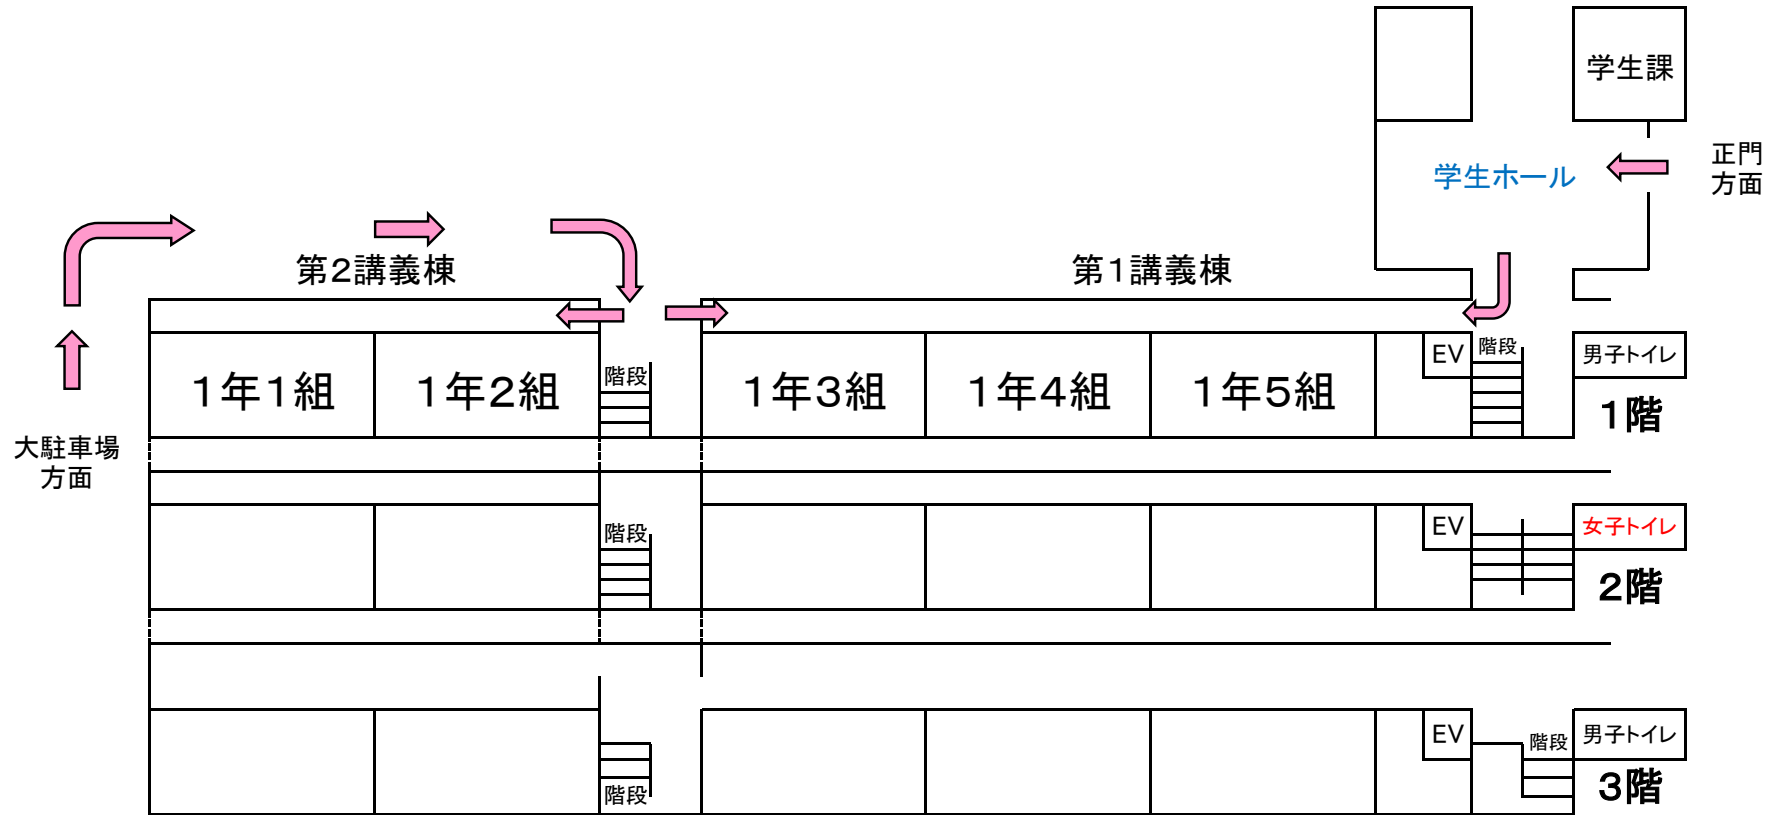 学生課
学生ホール
正門
方面
第2講義棟
第1講義棟
1年1組
1年2組
階段
1年3組
1年4組
1年5組
EV
階段
男子トイレ
1階
大駐車場
方面
階段
EV
女子トイレ
2階
階段
EV
階段
男子トイレ
3階